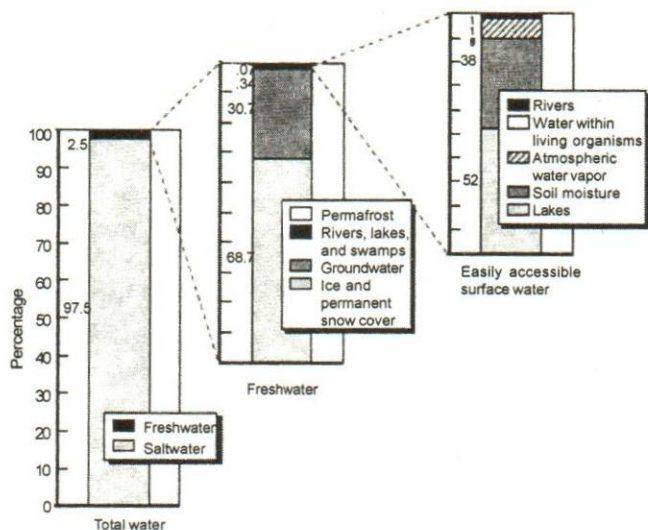 38
52
Rivers
Water within
living organisms
Atmospheric
water vapor
Soil moisture
Lakes
Easily accessible
surface water
.34
30.7
68.7
Permafrost
Rivers, lakes,
and swamps
Groundwater
Ice and
permanent
snow cover
Freshwater
Percentage
100
90
80
70
60
50
40
30
20
10
0
2.5
97.5
Freshwater
Saltwater
Total water